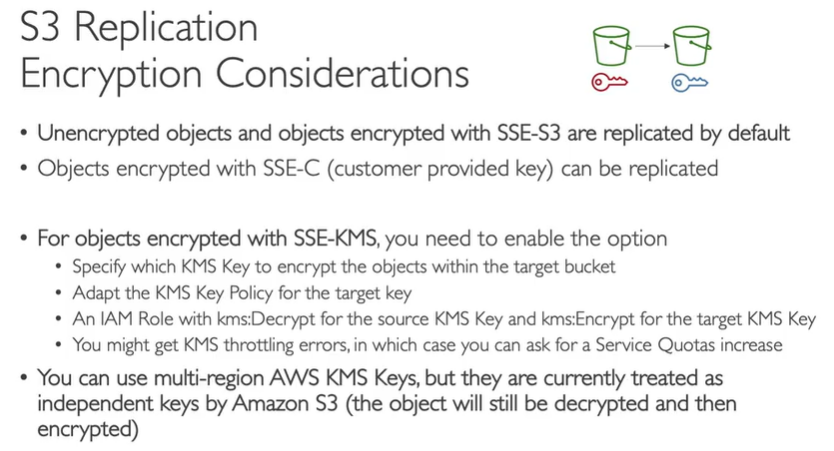 S3 Replication
Encryption Considerations
• Unencrypted objects and objects encrypted with SSE-S3 are replicated by default
• Objects encrypted with SSE-C (customer provided key) can be replicated
• For objects encrypted with SSE-KMS, you need to enable the option
• Specify which KMS Key to encrypt the objects within the target bucket
• Adapt the KMS Key Policy for the target key
• An IAM Role with kms:Decrypt for the source KMS Key and kms:Encrypt for the target KMS Key
• You might get KMS throttling errors, in which case you can ask for a Service Quotas increase
• You can use multi-region AWS KMS Keys, but they are currently treated as
independent keys by Amazon S3 (the object will still be decrypted and then
encrypted)